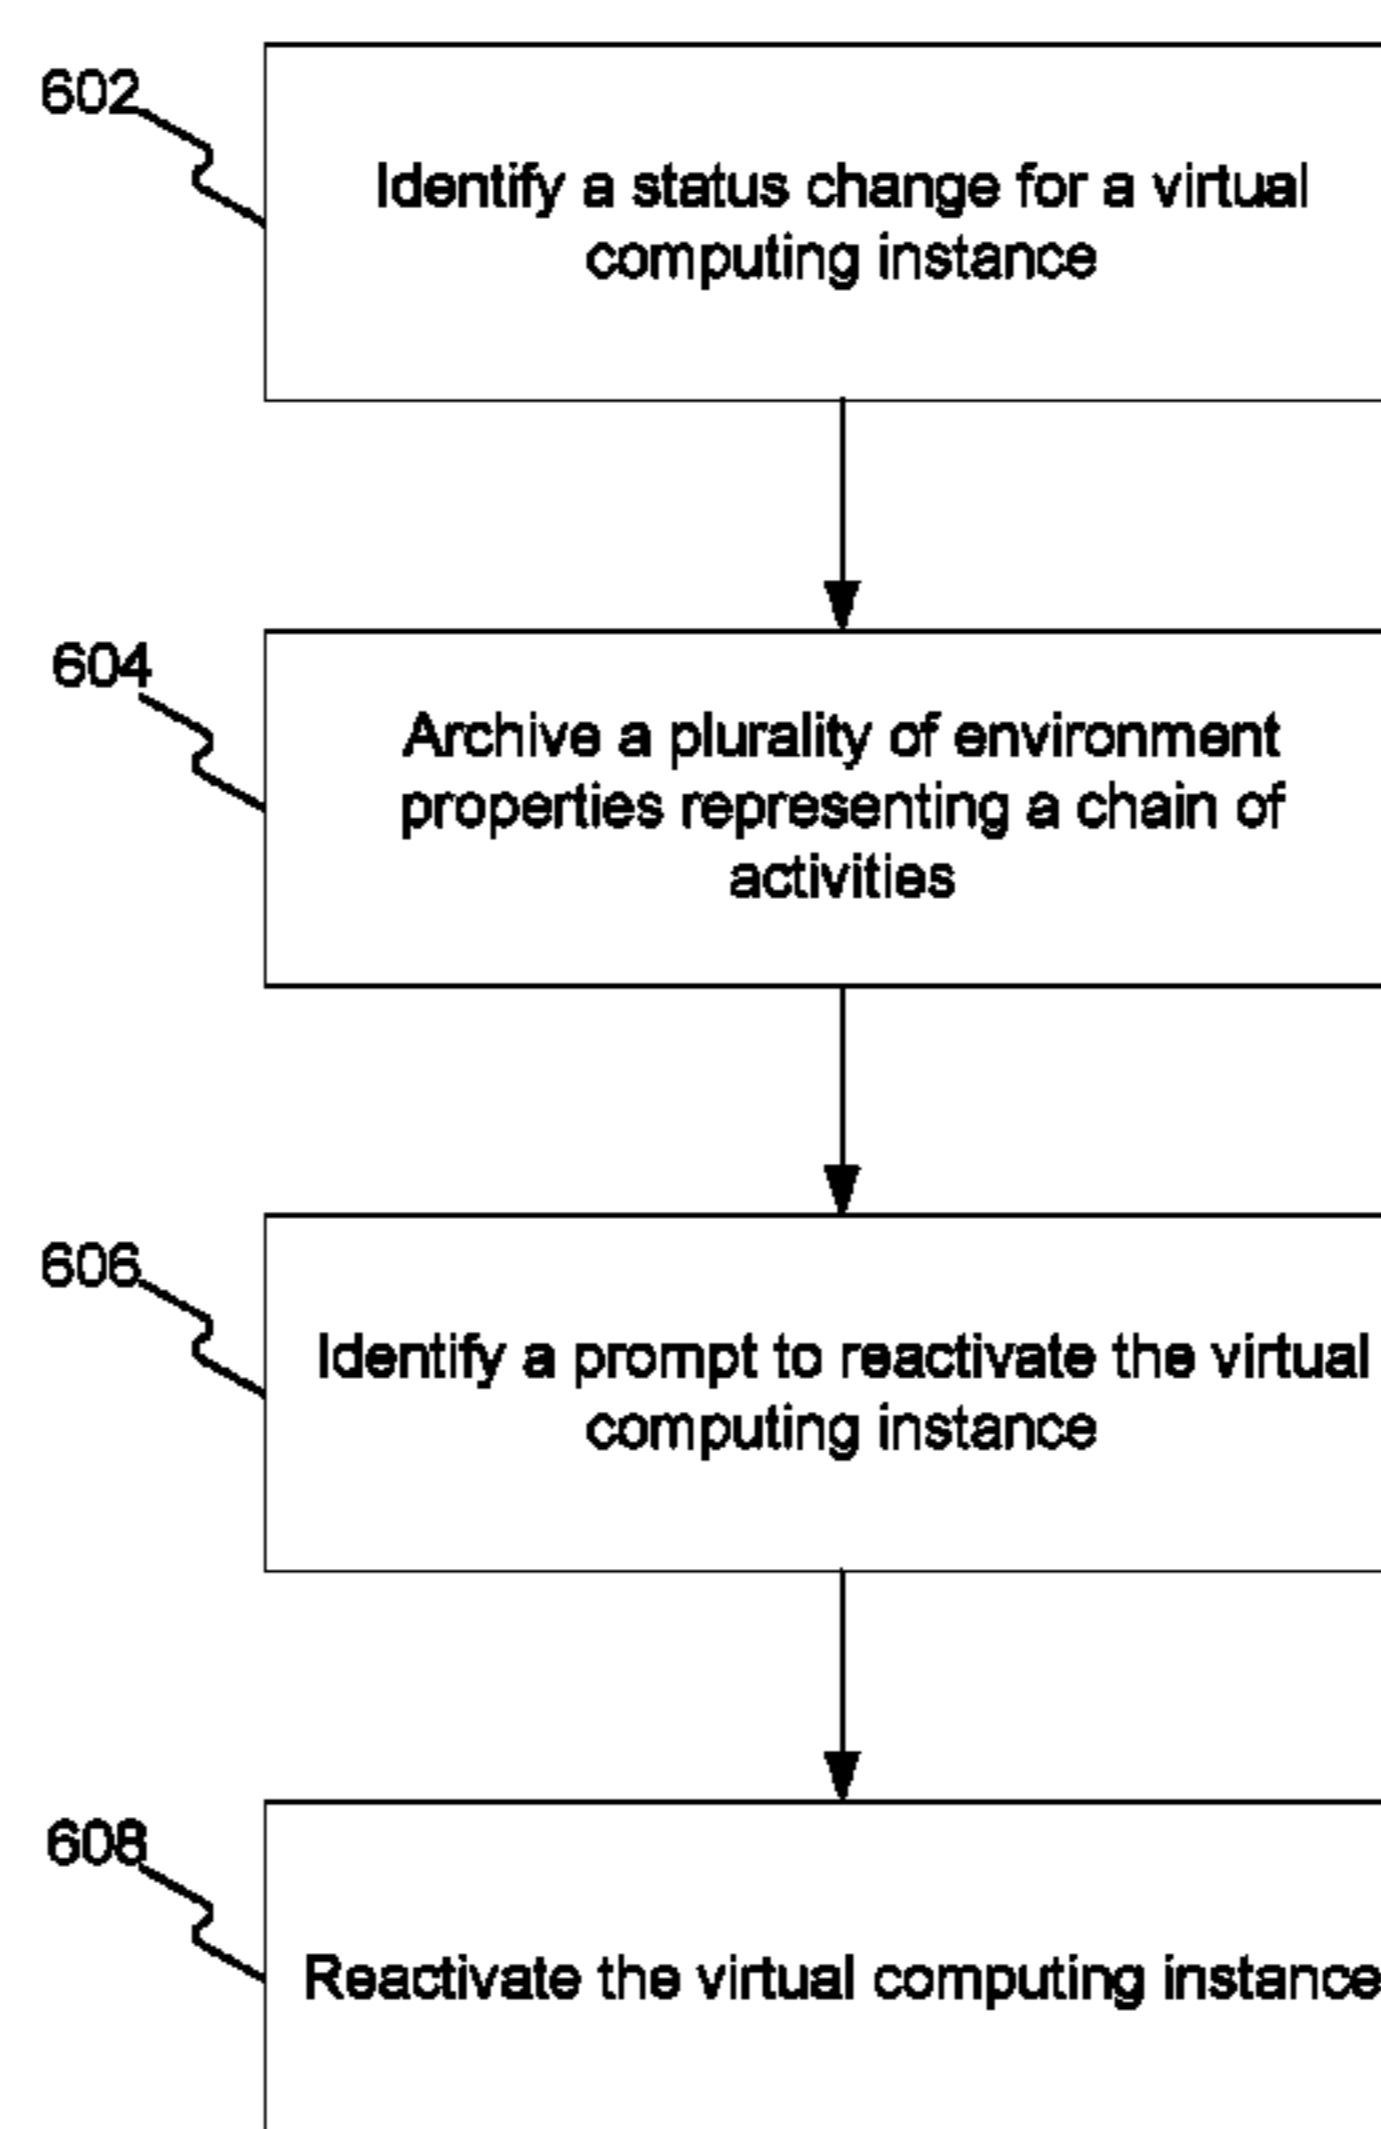 602
Identify a status change for a virtual
computing instance
604
Archive a plurality of environment
properties representing a chain of
activities
606
Identify a prompt to reactivate the virtual
computing instance
608
Reactivate the virtual computing instance